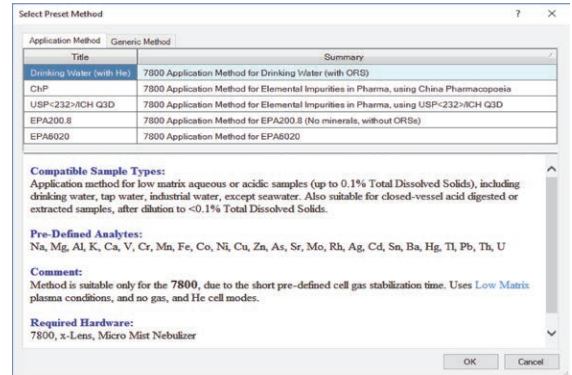 Select Preset Method ? ×
Application Method Generic Method
Title Summary
Drinking Water (with He) 7800 Application Method for Drinking Water (with ORS)
ChP 7800 Application Method for Elemental Impurities in Pharma, using China Pharmacopoeia
USP<232>/ICH Q3D 7800 Application Method for Elemental Impurities in Pharma, using USP<232>/ICH Q3D
EPA200.8 7800 Application Method for EPA200.8 (No minerals, without ORSs)
EPA6020 7800 Application Method for EPA6020
Compatible Sample Types:
Application method for low matrix aqueous or acidic samples (up to 0.1% Total Dissolved Solids), including
drinking water, tap water, industrial water, except seawater. Also suitable for closed-vessel acid digested or
extracted samples, after dilution to <0.1% Total Dissolved Solids.
Pre-Defined Analytes:
Na, Mg, Al, K, Ca, V, Cr, Mn, Fe, Co, Ni, Cu, Zn, As, Sr, Mo, Rh, Ag, Cd, Sn, Ba, Hg, Tl, Pb, Th, U
Comment:
Method is suitable only for the 7800, due to the short pre-defined cell gas stabilization time. Uses Low Matrix
plasma conditions, and no gas, and He cell modes.
Required Hardware:
7800, x-Lens, Micro Mist Nebulizer
OK Cancel